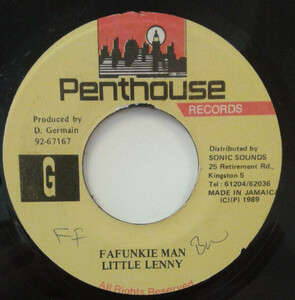 Penthouse
RECORDS
Produced by
D. Germain
92-67167
G
Distributed by
SONIC SOUNDS
25 Retirement Rd.,
Kingston 5
Tel : 61204/62036
MADE IN JAMAICA
(C)(P) 1989
Ff
FAFUNKIE MAN
LITTLE LENNY
All Rights Reserved